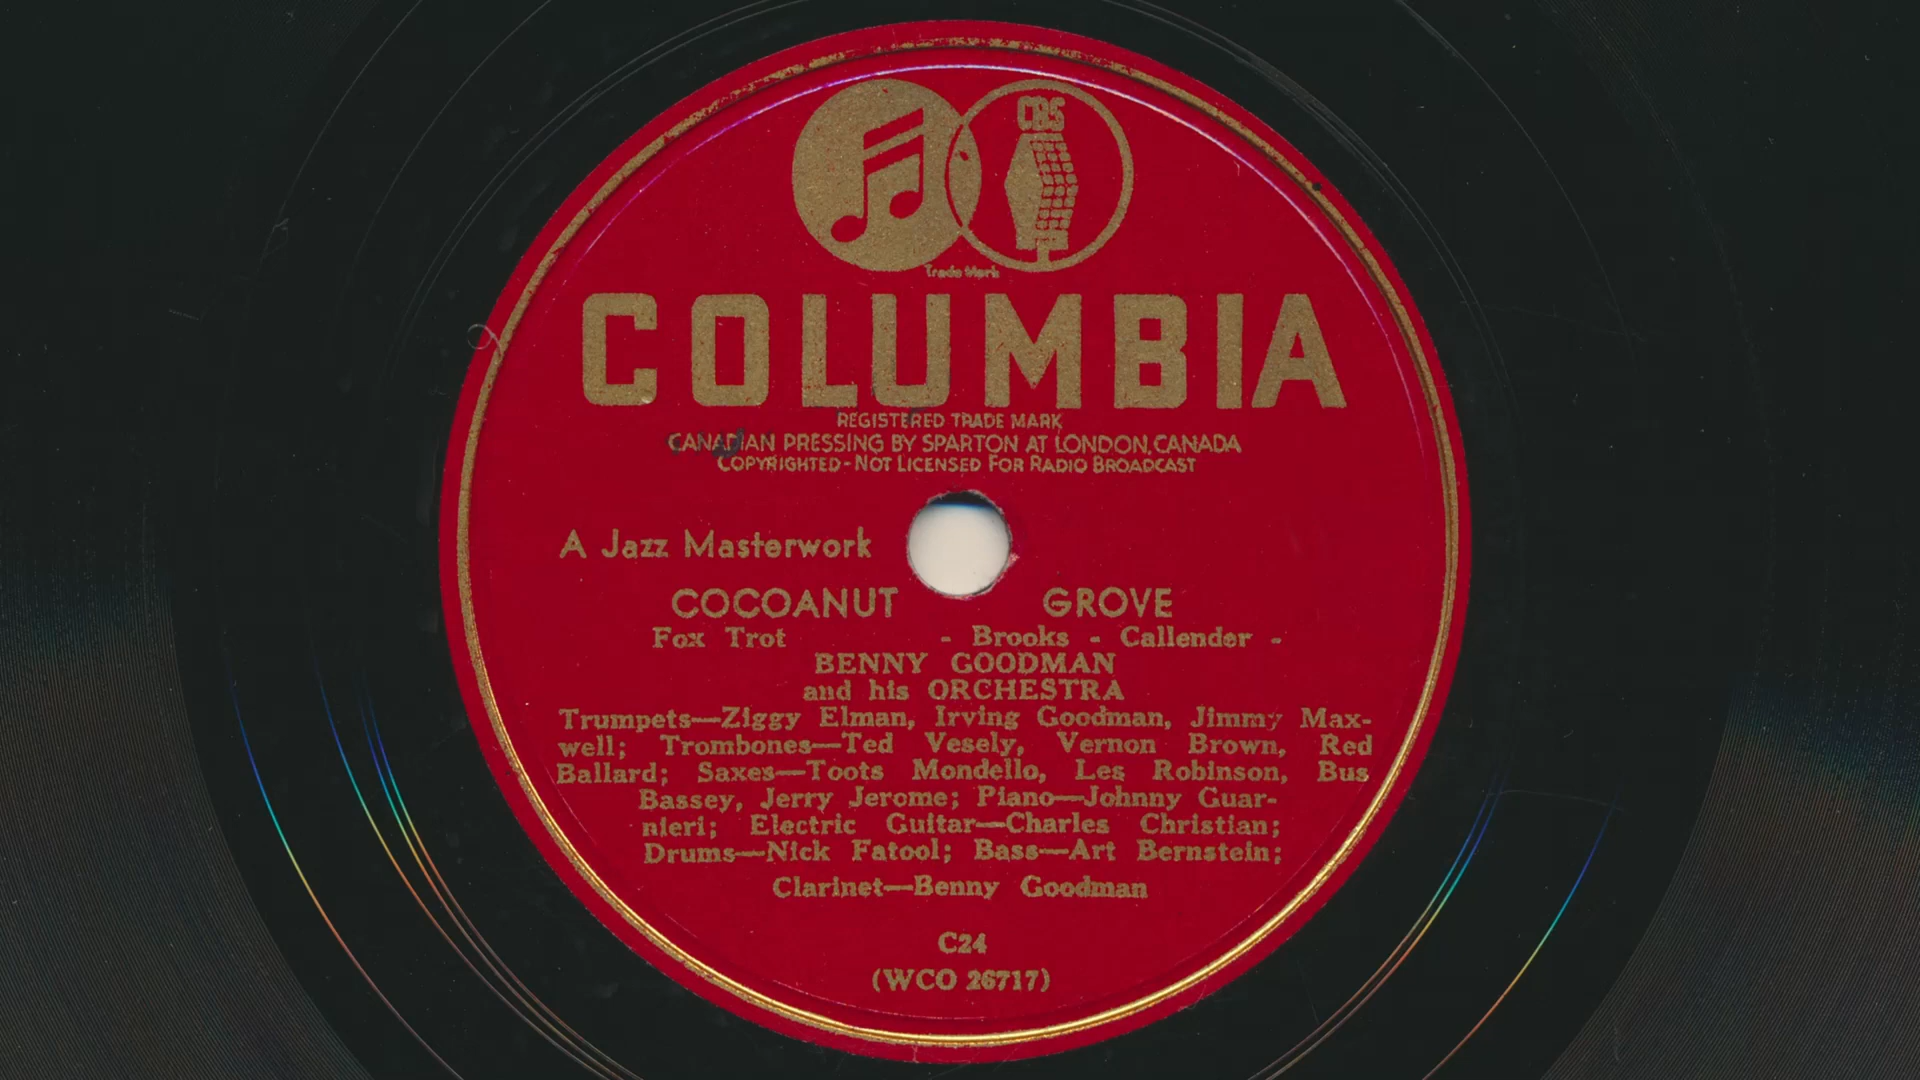 CBS
Trade Mark
COLUMBIA
REGISTERED TRADE MARK
CANADIAN PRESSING BY SPARTON AT LONDON, CANADA
COPYRIGHTED - NOT LICENSED FOR RADIO BROADCAST
A Jazz Masterwork
COCOANUT GROVE
Fox Trot - Brooks - Callender -
BENNY GOODMAN
and his ORCHESTRA
Trumpets—Ziggy Elman, Irving Goodman, Jimmy Max-
well; Trombones—Ted Vesely, Vernon Brown, Red
Ballard; Saxes—Toots Mondello, Les Robinson, Bus
Bassey, Jerry Jerome; Piano—Johnny Guar-
nieri; Electric Guitar—Charles Christian;
Drums—Nick Fatool; Bass—Art Bernstein;
Clarinet—Benny Goodman
C24
(WCO 26717)